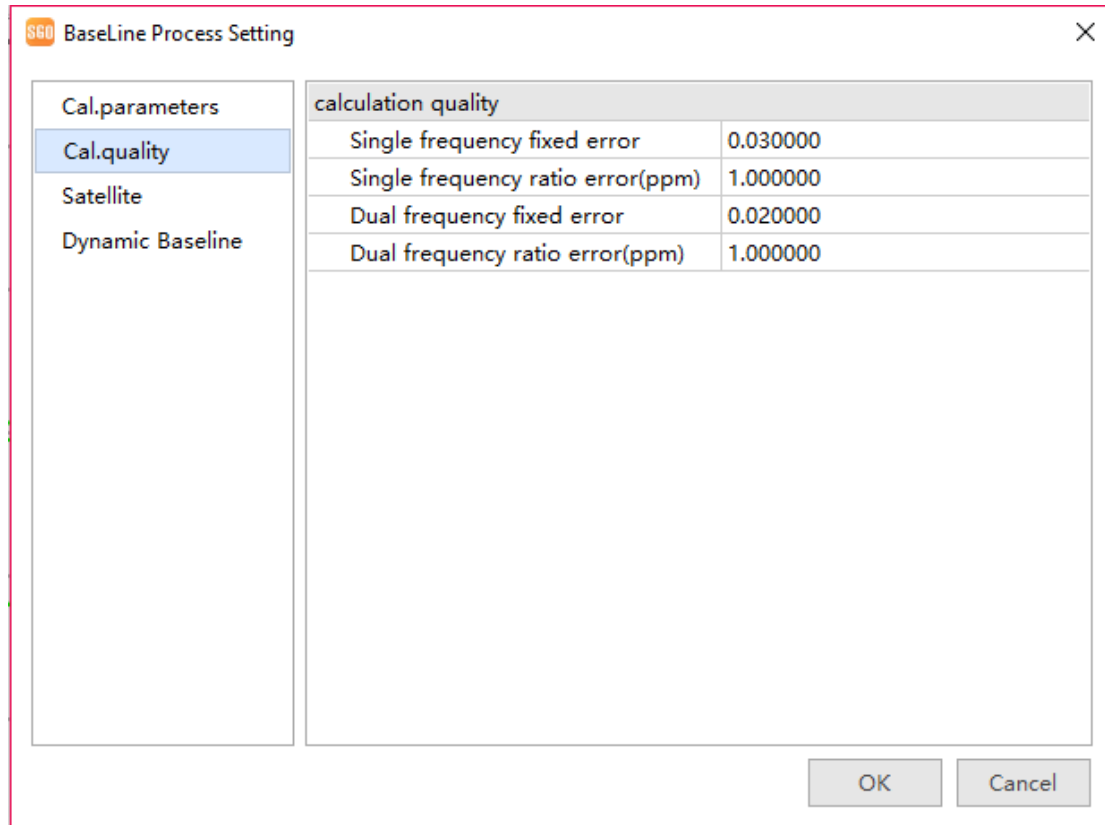 SGO BaseLine Process Setting
Cal.parameters
Cal.quality
Satellite
Dynamic Baseline
calculation quality
Single frequency fixed error 0.030000
Single frequency ratio error(ppm) 1.000000
Dual frequency fixed error 0.020000
Dual frequency ratio error(ppm) 1.000000
OK Cancel